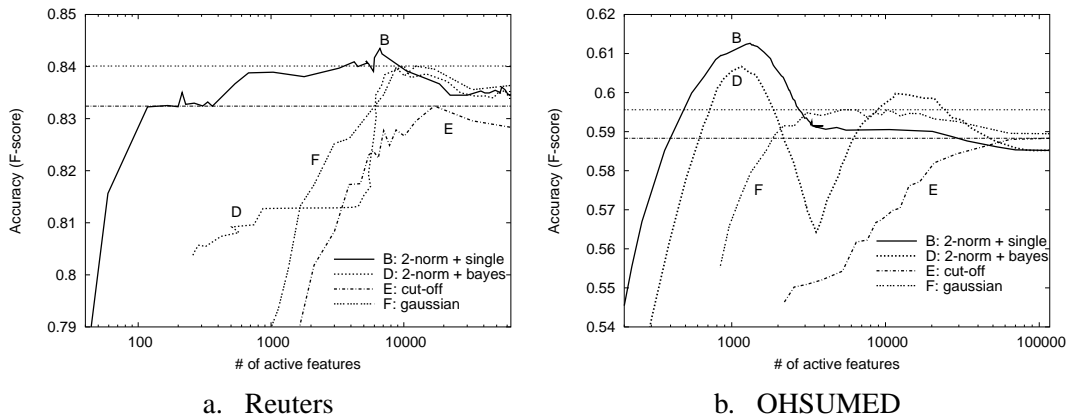 0.85
0.84
0.83
0.82
0.81
0.8
0.79
Accuracy (F-score)
100
1000
10000
# of active features
B
F
D
E
B: 2-norm + single
D: 2-norm + bayes
E: cut-off
F: gaussian
a. Reuters
0.62
0.61
0.6
0.59
0.58
0.57
0.56
0.55
0.54
Accuracy (F-score)
1000
10000
100000
# of active features
B
D
F
E
B: 2-norm + single
D: 2-norm + bayes
E: cut-off
F: gaussian
b. OHSUMED